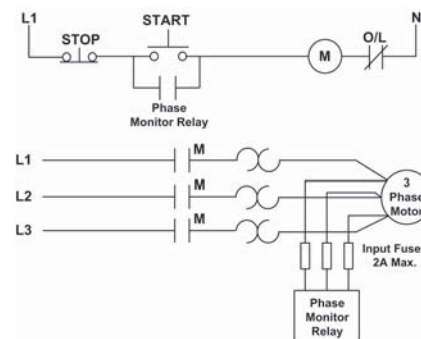 L1
N
STOP
START
M
O/L
Phase
Monitor Relay
L1
M
L2
M
L3
M
3
Phase
Motor
Input Fuse
2A Max.
Phase
Monitor
Relay